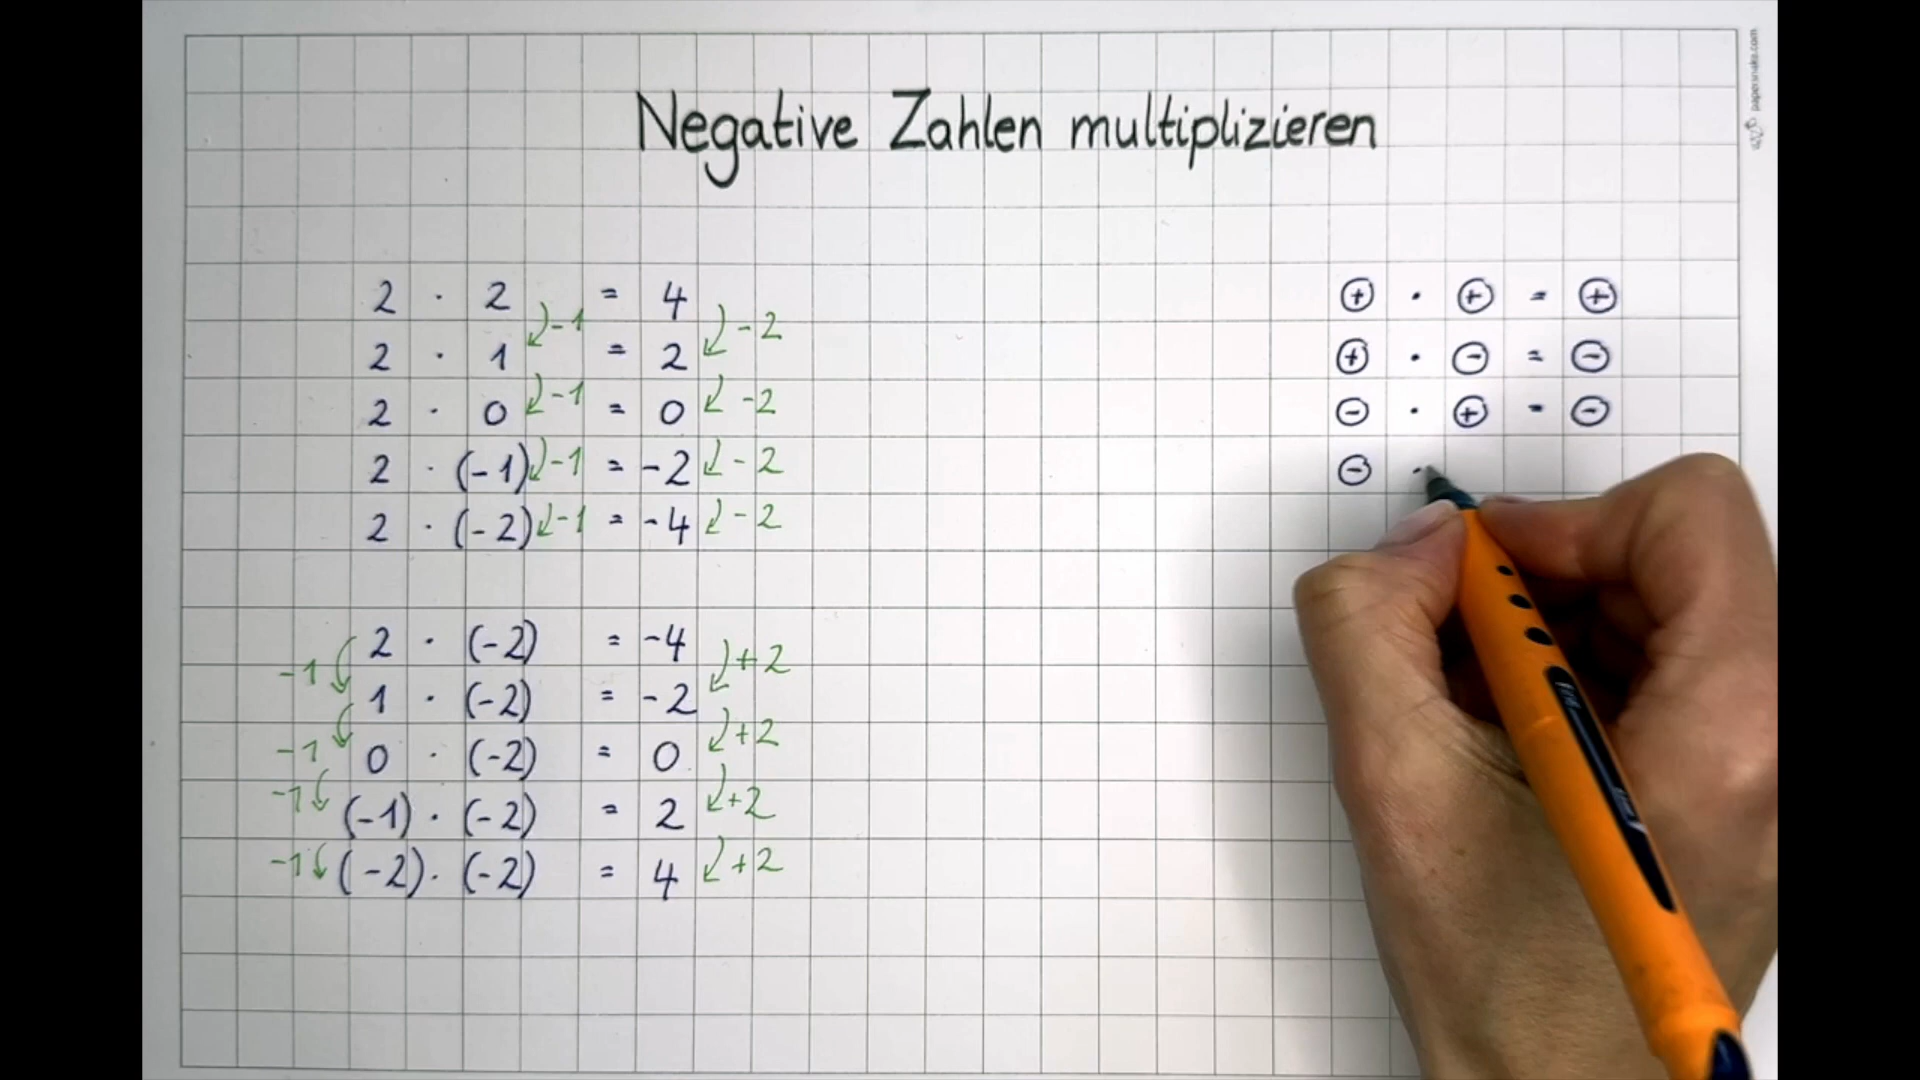 Negative Zahlen multiplizieren
papersnake.com
2 · 2 = 4
-1 -2
2 · 1 = 2
-1 -2
2 · 0 = 0
2 · (-1) -1 = -2 -2
2 · (-2) -1 = -4 -2
2 · (-2) = -4
-1 +2
1 · (-2) = -2
-1 +2
0 · (-2) = 0
-1 +2
(-1) · (-2) = 2
-1 (-2) · (-2) = 4 +2
⊕ · ⊕ = ⊕
⊕ · ⊖ = ⊖
⊖ · ⊕ = ⊖
⊖ ·